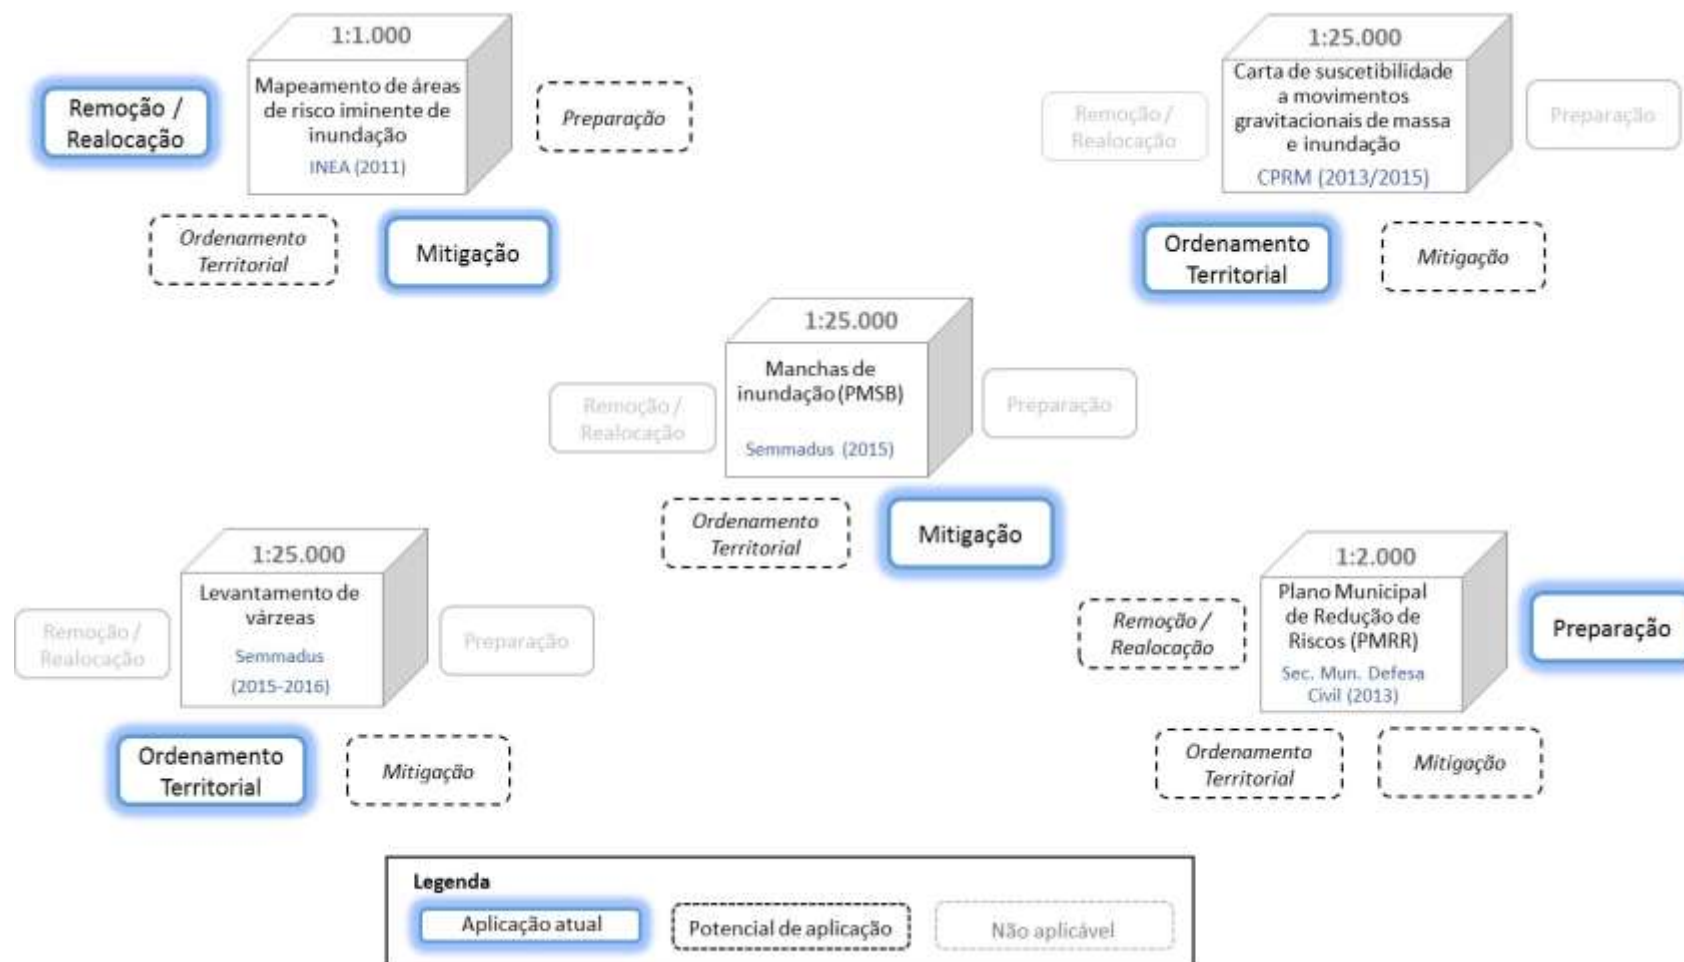 1:1.000
Mapeamento de áreas
de risco iminente de
inundação
INEA (2011)
Remoção /
Realocação
Preparação
Ordenamento
Territorial
Mitigação
1:25.000
Carta de suscetibilidade
a movimentos
gravitacionais de massa
e inundação
CPRM (2013/2015)
Remoção /
Realocação
Preparação
Ordenamento
Territorial
Mitigação
1:25.000
Manchas de
inundação (PMSB)
Semmadus (2015)
Remoção /
Realocação
Preparação
Ordenamento
Territorial
Mitigação
1:25.000
Levantamento de
várzeas
Semmadus
(2015-2016)
Remoção /
Realocação
Preparação
Ordenamento
Territorial
Mitigação
1:2.000
Plano Municipal
de Redução de
Riscos (PMRR)
Sec. Mun. Defesa
Civil (2013)
Remoção /
Realocação
Preparação
Ordenamento
Territorial
Mitigação
Legenda
Aplicação atual
Potencial de aplicação
Não aplicável